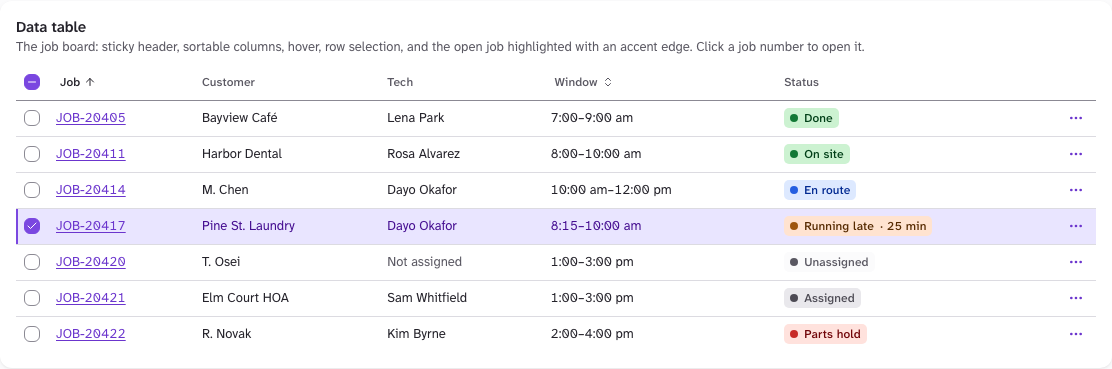 Data table
The job board: sticky header, sortable columns, hover, row selection, and the open job highlighted with an accent edge. Click a job number to open it.
Job Customer Tech Window Status
JOB-20405 Bayview Café Lena Park 7:00–9:00 am Done
JOB-20411 Harbor Dental Rosa Alvarez 8:00–10:00 am On site
JOB-20414 M. Chen Dayo Okafor 10:00 am–12:00 pm En route
JOB-20417 Pine St. Laundry Dayo Okafor 8:15–10:00 am Running late · 25 min
JOB-20420 T. Osei Not assigned 1:00–3:00 pm Unassigned
JOB-20421 Elm Court HOA Sam Whitfield 1:00–3:00 pm Assigned
JOB-20422 R. Novak Kim Byrne 2:00–4:00 pm Parts hold